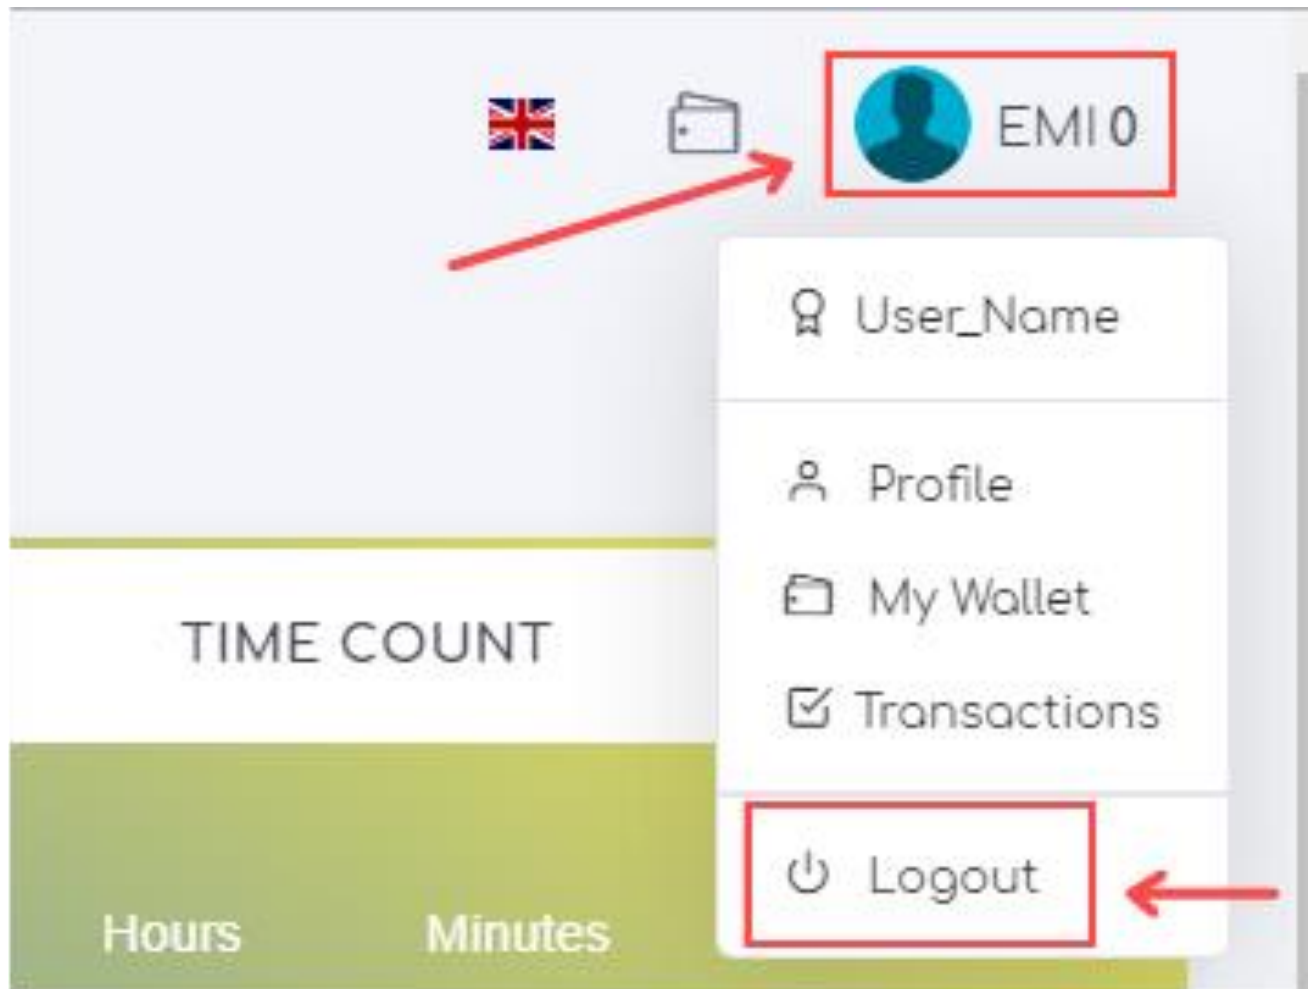 EMI 0
User_Name
Profile
My Wallet
Transactions
Logout
TIME COUNT
Hours
Minutes